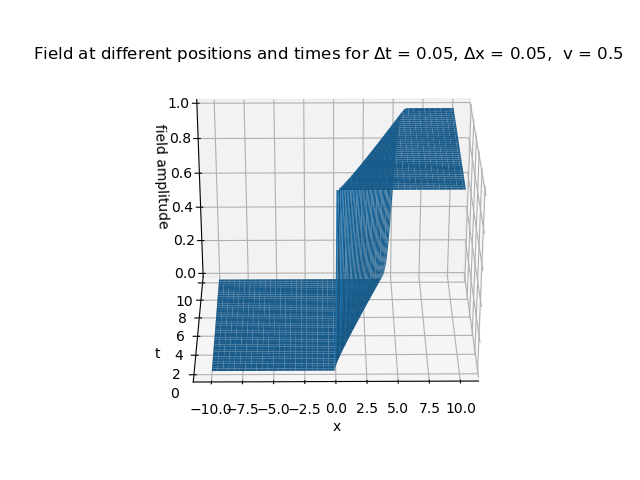 Field at different positions and times for Δt = 0.05, Δx = 0.05,  v = 0.5
1.0
0.8
0.6
0.4
0.2
0.0
field amplitude
10
8
6
4
2
0
t
−10.0 −7.5 −5.0 −2.5 0.0 2.5 5.0 7.5 10.0
x